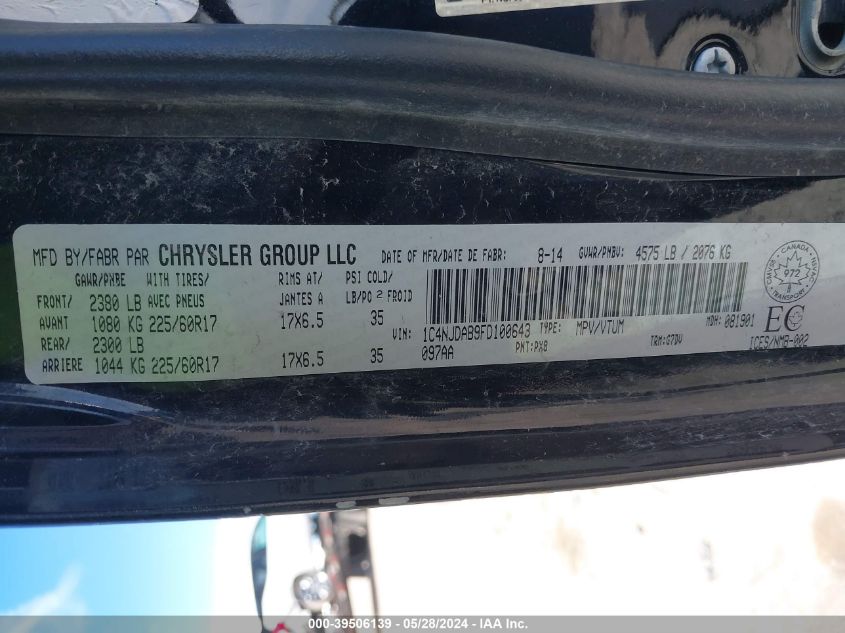 MFD BY/FABR PAR CHRYSLER GROUP LLC DATE OF MFR/DATE DE FABR: 8-14 GVWR/PNBV: 4575 LB / 2076 KG
GAWR/PNBE WITH TIRES/ RIMS AT/ PSI COLD/
FRONT/ 2380 LB AVEC PNEUS JANTES A LB/PO 2 FROID
AVANT 1080 KG 225/60R17 17X6.5 35
REAR/ 2300 LB
ARRIERE 1044 KG 225/60R17 17X6.5 35
VIN: 1C4NJDAB9FD100643 TYPE: MPV/VTUM MDH: 081901
097AA PNT: PX8 TRM: G7DV
CANADA
972
EC
ICES/NMB-002
000-39506139 - 05/28/2024 - IAA Inc.